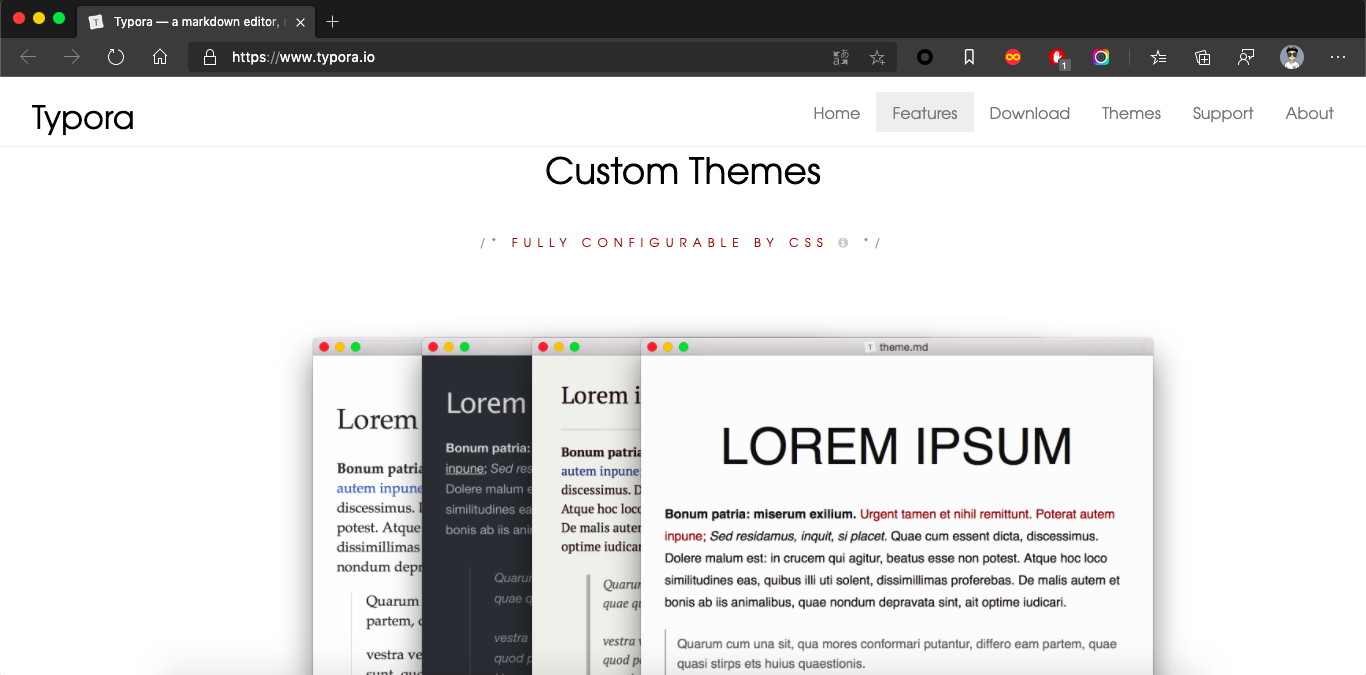 Typora — a markdown editor,
https://www.typora.io
1
Typora
Home Features Download Themes Support About
Custom Themes
/* FULLY CONFIGURABLE BY CSS */
Lorem
Bonum patria
autem inpune
discessimus.
potest. Atque
dissimillimas
nondum depr
Quarum
partem,
vestra ve
sunt, que
Lorem
Bonum patria:
inpune; Sed res
Dolere malum e
similitudines ea
bonis ab iis ani
Quarur
quae q
vestra
quod p
Lorem i
Bonum patria
autem inpune;
discessimus. D
Atque hoc loco
De malis auter
optime iudicar
Quarun
quae qu
vestra v
quod pe
theme.md
LOREM IPSUM
Bonum patria: miserum exilium. Urgent tamen et nihil remittunt. Poterat autem
inpune; Sed residamus, inquit, si placet. Quae cum essent dicta, discessimus.
Dolere malum est: in crucem qui agitur, beatus esse non potest. Atque hoc loco
similitudines eas, quibus illi uti solent, dissimillimas proferebas. De malis autem et
bonis ab iis animalibus, quae nondum depravata sint, ait optime iudicari.
Quarum cum una sit, qua mores conformari putantur, differo eam partem, quae
quasi stirps ets huius quaestionis.